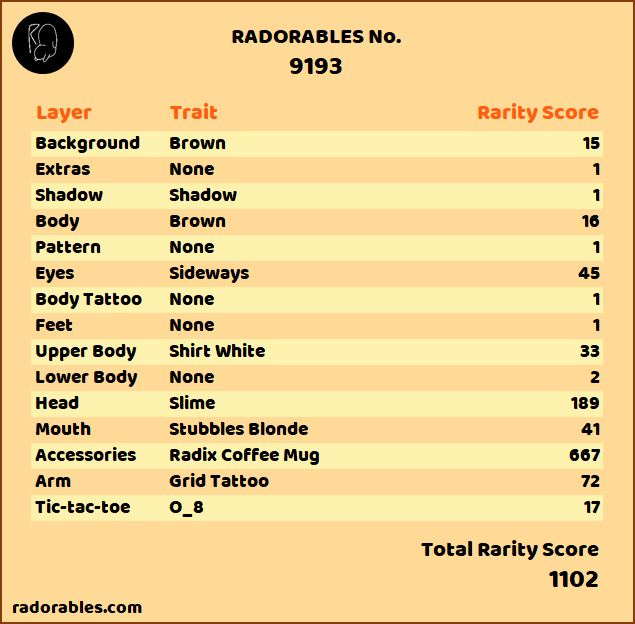 RADORABLES No.
9193
Layer Trait Rarity Score
Background Brown 15
Extras None 1
Shadow Shadow 1
Body Brown 16
Pattern None 1
Eyes Sideways 45
Body Tattoo None 1
Feet None 1
Upper Body Shirt White 33
Lower Body None 2
Head Slime 189
Mouth Stubbles Blonde 41
Accessories Radix Coffee Mug 667
Arm Grid Tattoo 72
Tic-tac-toe O_8 17
Total Rarity Score
1102
radorables.com